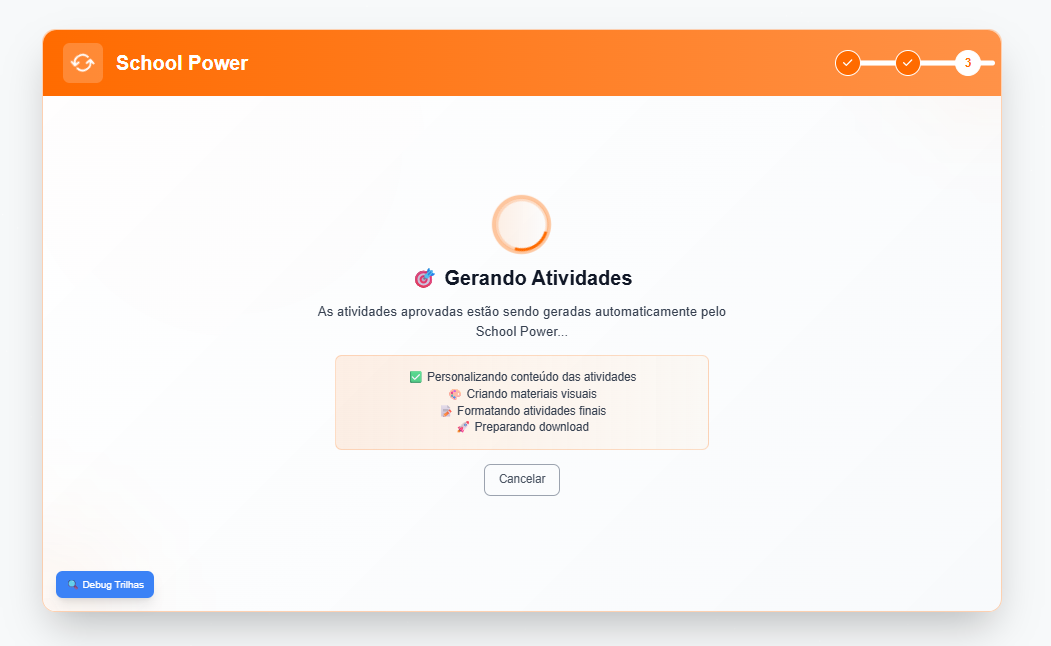 School Power
3
Gerando Atividades
As atividades aprovadas estão sendo geradas automaticamente pelo
School Power...
Personalizando conteúdo das atividades
Criando materiais visuais
Formatando atividades finais
Preparando download
Cancelar
Debug Trilhas